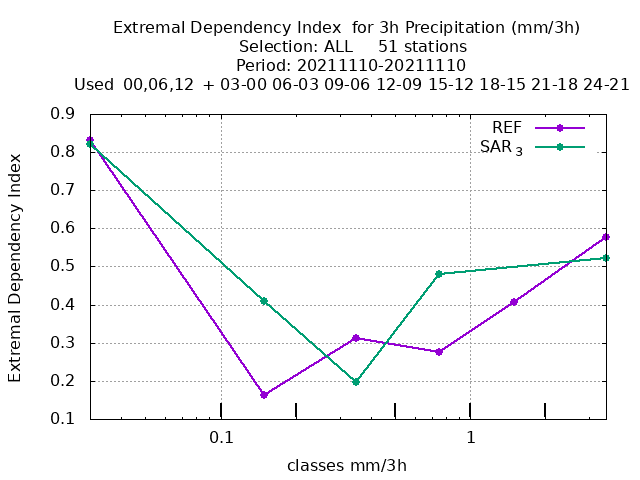 Extremal Dependency Index  for 3h Precipitation (mm/3h)
Selection: ALL     51 stations
Period: 20211110-20211110
Used  00,06,12  + 03-00 06-03 09-06 12-09 15-12 18-15 21-18 24-21
0.9
0.8
0.7
0.6
0.5
0.4
0.3
0.2
0.1
Extremal Dependency Index
REF
SAR 3
0.1 1
classes mm/3h